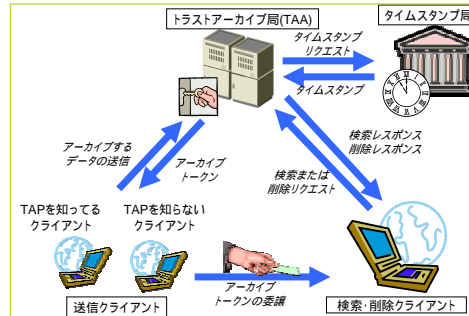 トラストアーカイブ局(TAA)
タイムスタンプ局
タイムスタンプ
リクエスト
タイムスタンプ
アーカイブする
データの送信
アーカイブ
トークン
検索レスポンス
削除レスポンス
検索または
削除リクエスト
TAPを知ってる
クライアント
TAPを知らない
クライアント
送信クライアント
アーカイブ
トークンの委譲
検索・削除クライアント